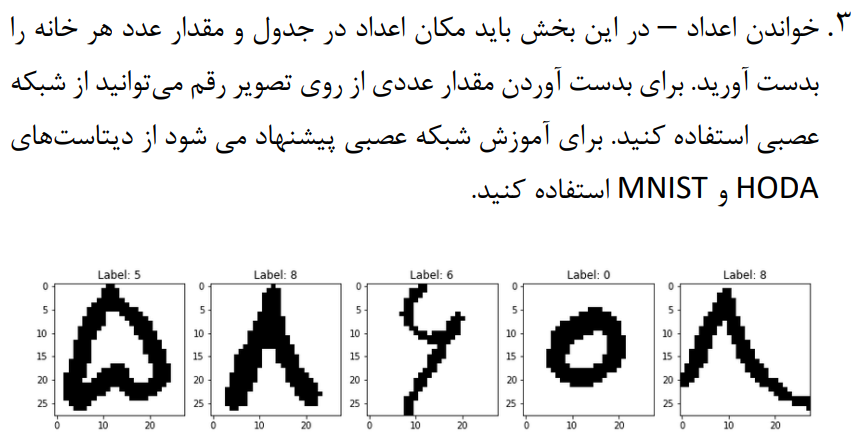 ۳. خواندن اعداد – در این بخش باید مکان اعداد در جدول و مقدار عدد هر خانه را
بدست آورید. برای بدست آوردن مقدار عددی از روی تصویر رقم می‌توانید از شبکه
عصبی استفاده کنید. برای آموزش شبکه عصبی پیشنهاد می شود از دیتاست‌های
HODA و MNIST استفاده کنید.
Label: 5 Label: 8 Label: 6 Label: 0 Label: 8
0 0 0 0 0
5 5 5 5 5
10 10 10 10 10
15 15 15 15 15
20 20 20 20 20
25 25 25 25 25
0 10 20 0 10 20 0 10 20 0 10 20 0 10 20